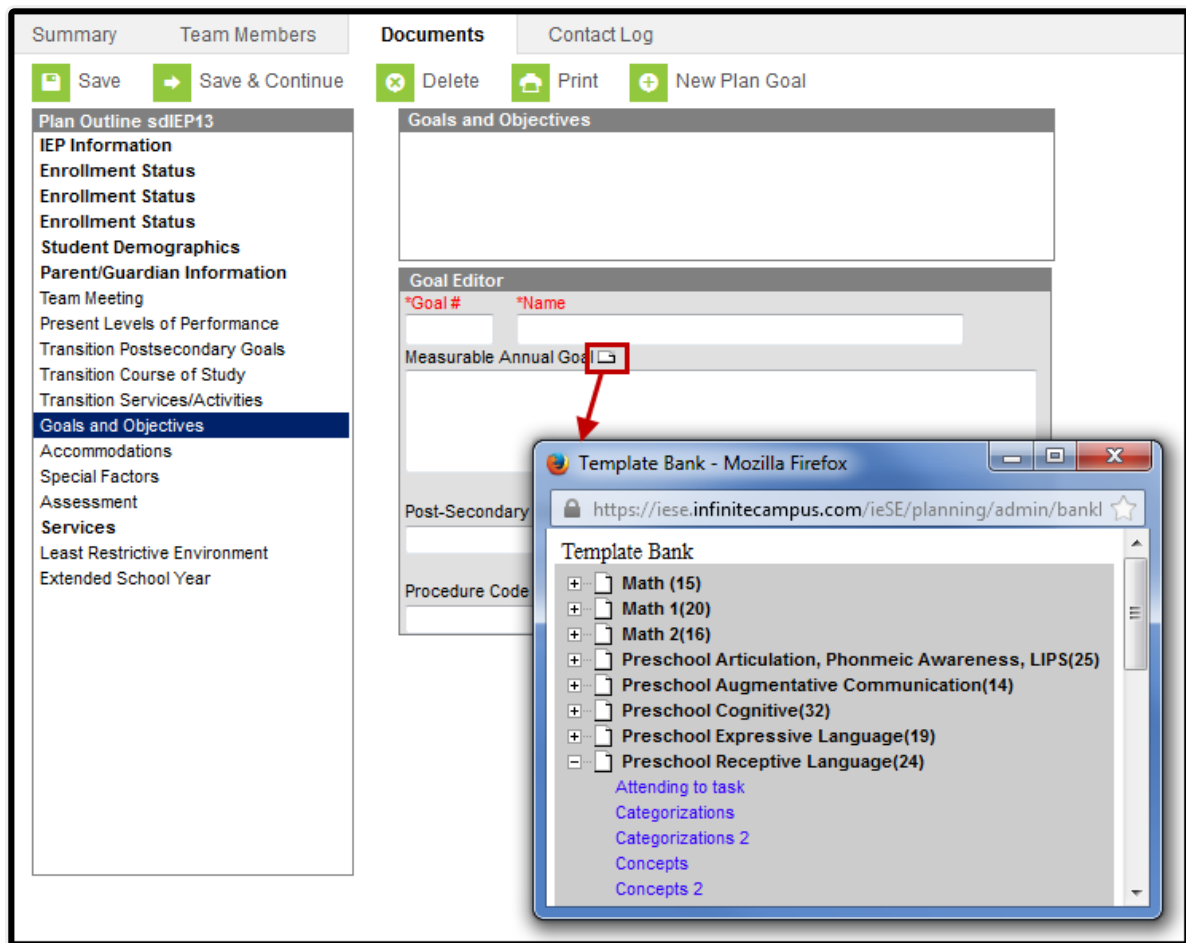 Summary Team Members Documents Contact Log
Save Save & Continue Delete Print New Plan Goal
Plan Outline sdIEP13
IEP Information
Enrollment Status
Enrollment Status
Enrollment Status
Student Demographics
Parent/Guardian Information
Team Meeting
Present Levels of Performance
Transition Postsecondary Goals
Transition Course of Study
Transition Services/Activities
Goals and Objectives
Accommodations
Special Factors
Assessment
Services
Least Restrictive Environment
Extended School Year
Goals and Objectives
Goal Editor
*Goal # *Name
Measurable Annual Goal
Post-Secondary
Procedure Code
Template Bank - Mozilla Firefox
https://iese.infinitecampus.com/ieSE/planning/admin/bankl
Template Bank
Math (15)
Math 1(20)
Math 2(16)
Preschool Articulation, Phonmeic Awareness, LIPS(25)
Preschool Augmentative Communication(14)
Preschool Cognitive(32)
Preschool Expressive Language(19)
Preschool Receptive Language(24)
Attending to task
Categorizations
Categorizations 2
Concepts
Concepts 2